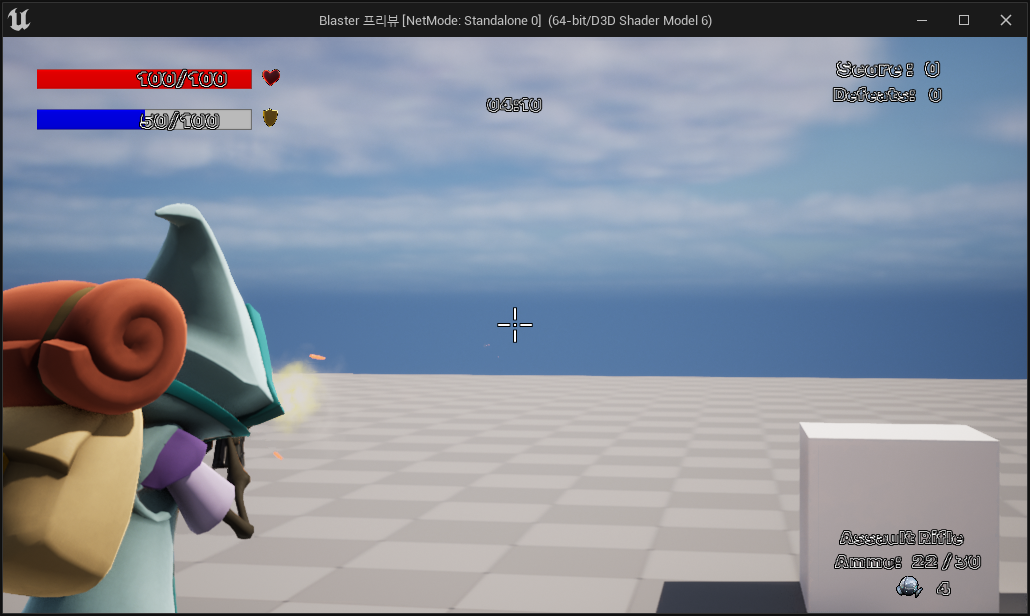 Blaster 프리뷰 [NetMode: Standalone 0] (64-bit/D3D Shader Model 6)
100/100
50/100
04:10
Score: 0
Defeats: 0
Assault Rifle
Ammo: 22 / 30
4